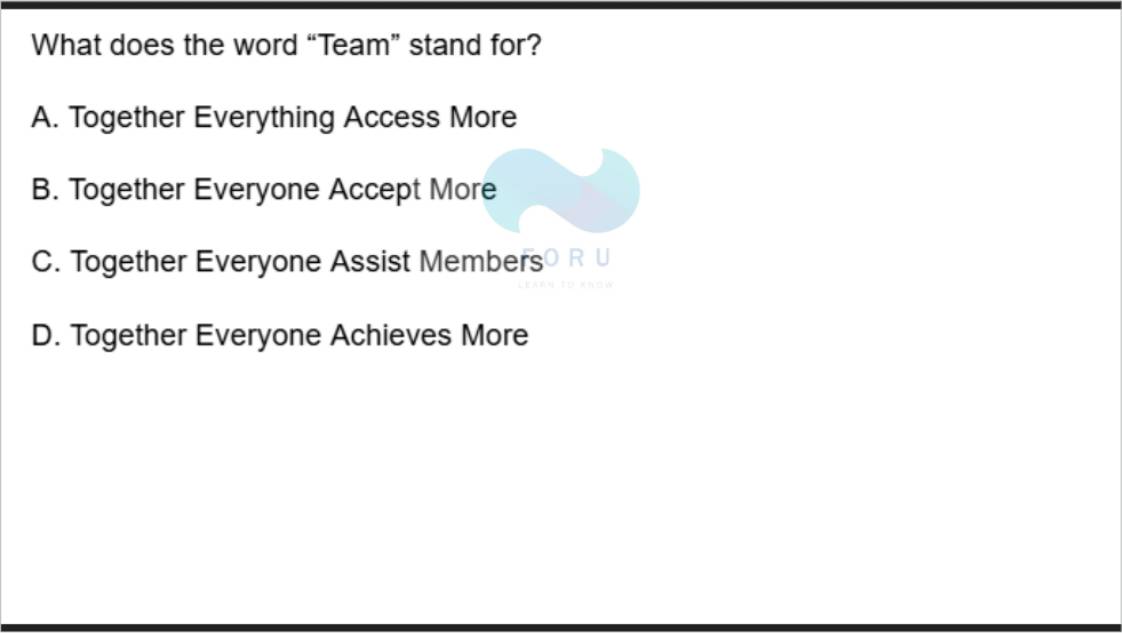 What does the word “Team” stand for?
A. Together Everything Access More
B. Together Everyone Accept More
C. Together Everyone Assist Members
D. Together Everyone Achieves More
FORU
LEARN TO KNOW